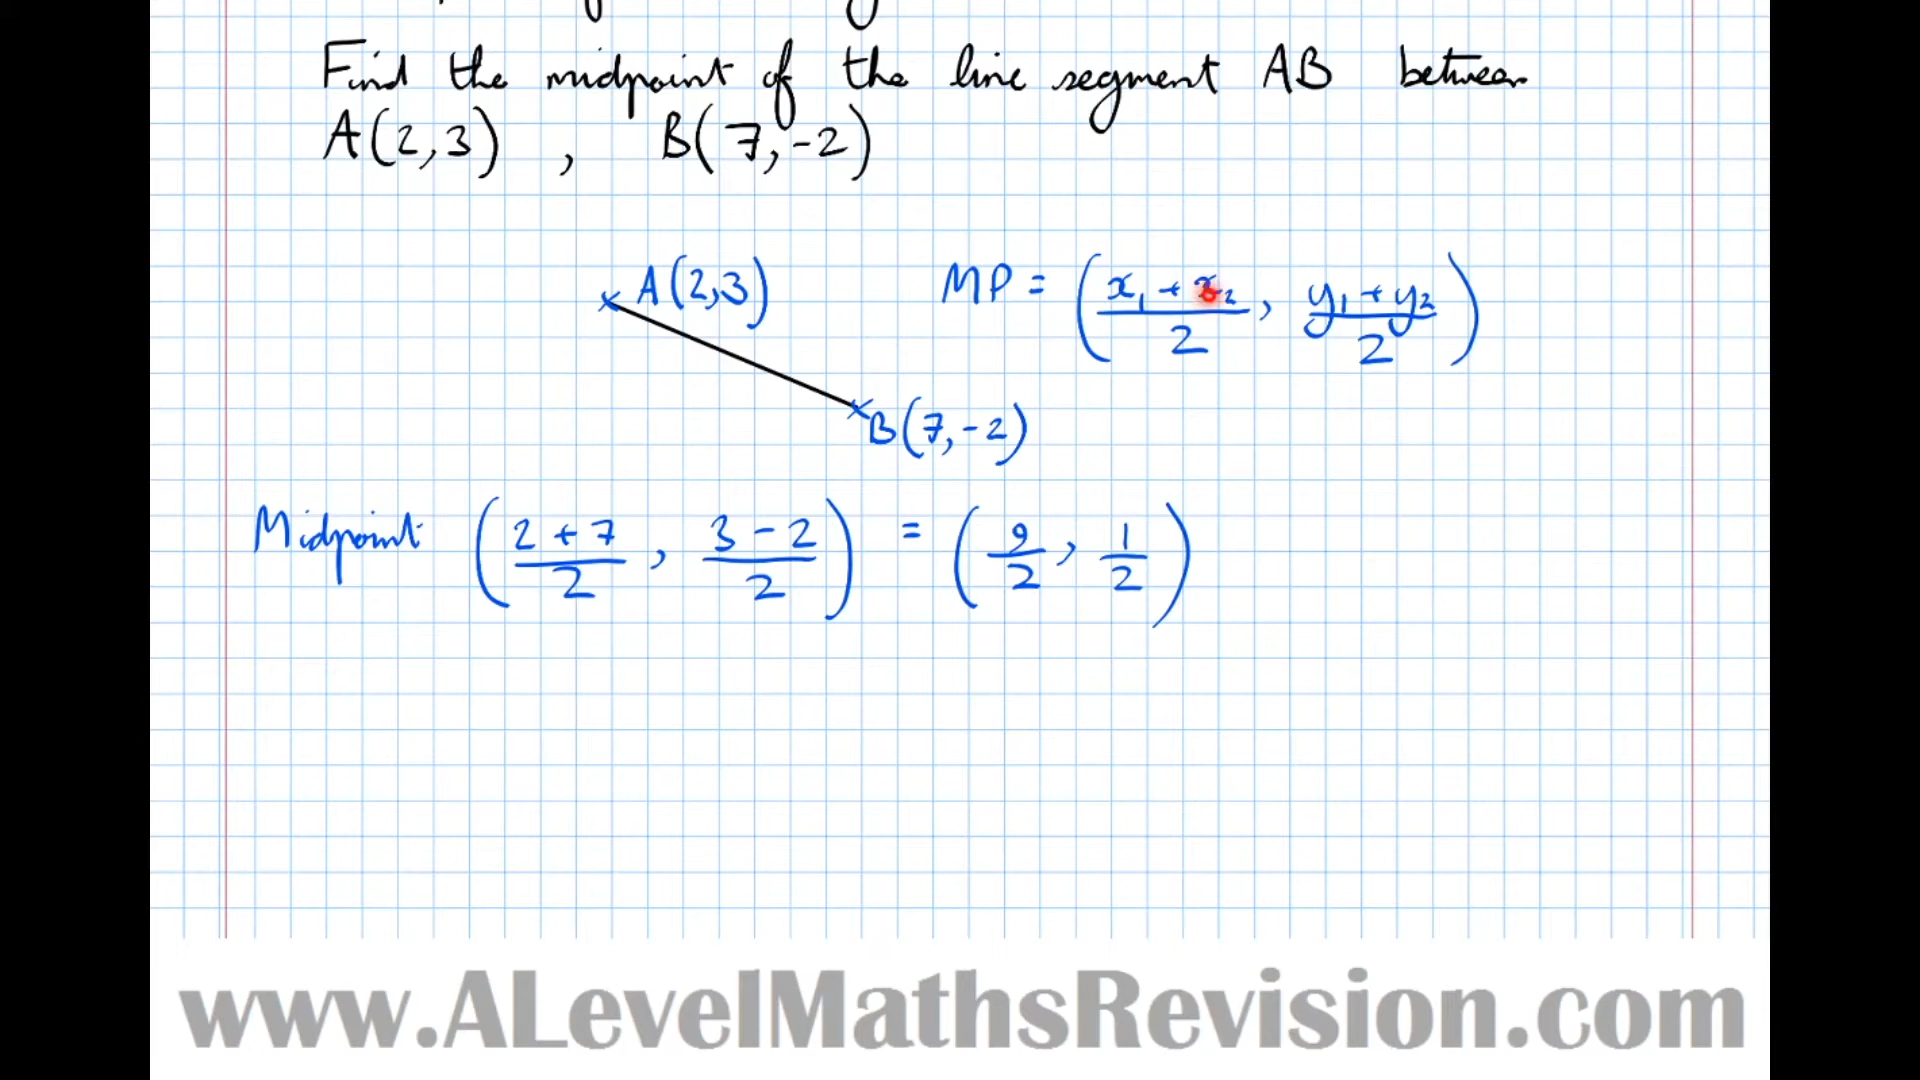 Find the midpoint of the line segment AB between
A(2,3) , B(7,-2)
A(2,3)
MP = (x₁ + x₂/2, y₁ + y₂/2)
B(7,-2)
Midpoint (2 + 7/2, 3 - 2/2) = (9/2, 1/2)
www.ALevelMathsRevision.com